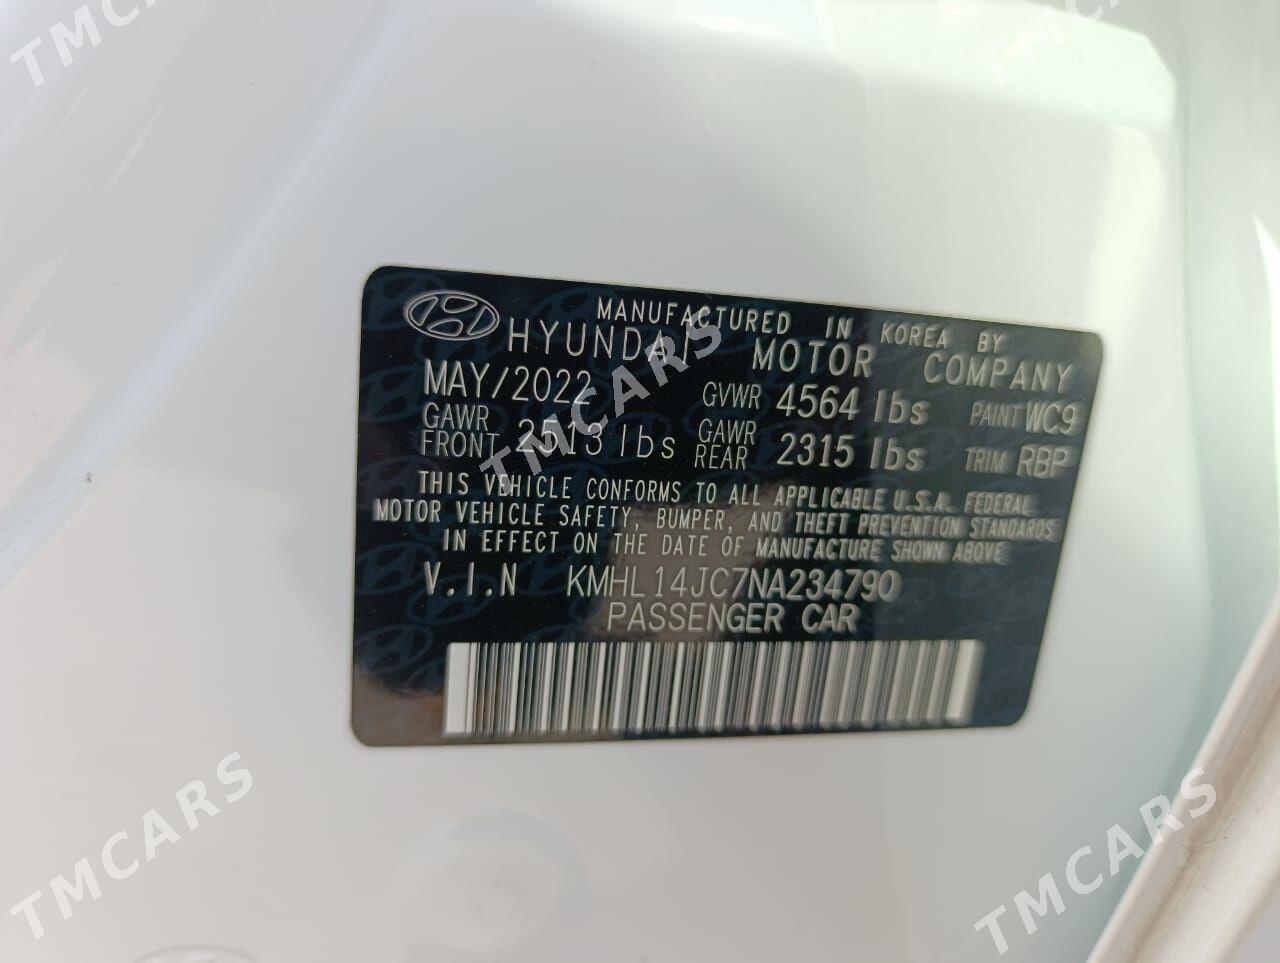 MANUFACTURED IN KOREA BY
HYUNDAI MOTOR COMPANY
MAY/2022 GVWR 4564 lbs PAINT WC9
GAWR FRONT lbs GAWR REAR 2315 lbs TRIM RBP
THIS VEHICLE CONFORMS TO ALL APPLICABLE U.S.A. FEDERAL
MOTOR VEHICLE SAFETY, BUMPER, AND THEFT PREVENTION STANDARDS
IN EFFECT ON THE DATE OF MANUFACTURE SHOWN ABOVE
V.I.N KMHL14JC7NA234790
PASSENGER CAR
TMCARS
TMCARS
TMCARS
TMCARS
TMCARS